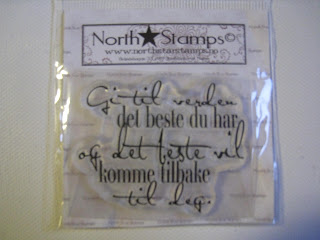 North★Stamps©
www.northstarstamps.no
Gi til verden
det beste du har
og det beste vil
komme tilbake
til deg.